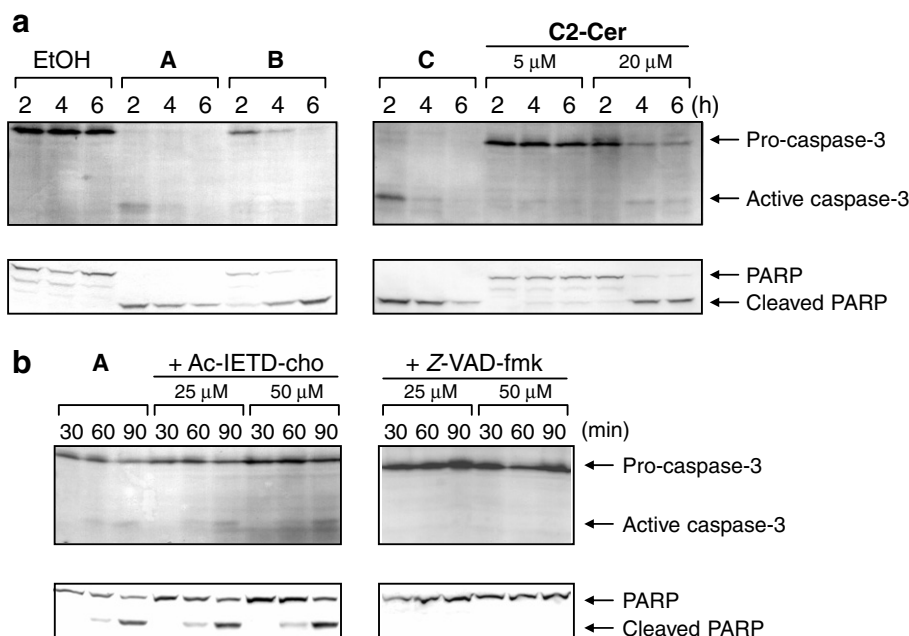 a
C2-Cer
EtOH A B C 5 μM 20 μM
2 4 6 2 4 6 2 4 6 2 4 6 2 4 6 2 4 6 (h)
Pro-caspase-3
Active caspase-3
PARP
Cleaved PARP
b A + Ac-IETD-cho + Z-VAD-fmk
25 μM 50 μM 25 μM 50 μM
30 60 90 30 60 90 30 60 90 30 60 90 30 60 90 (min)
Pro-caspase-3
Active caspase-3
PARP
Cleaved PARP